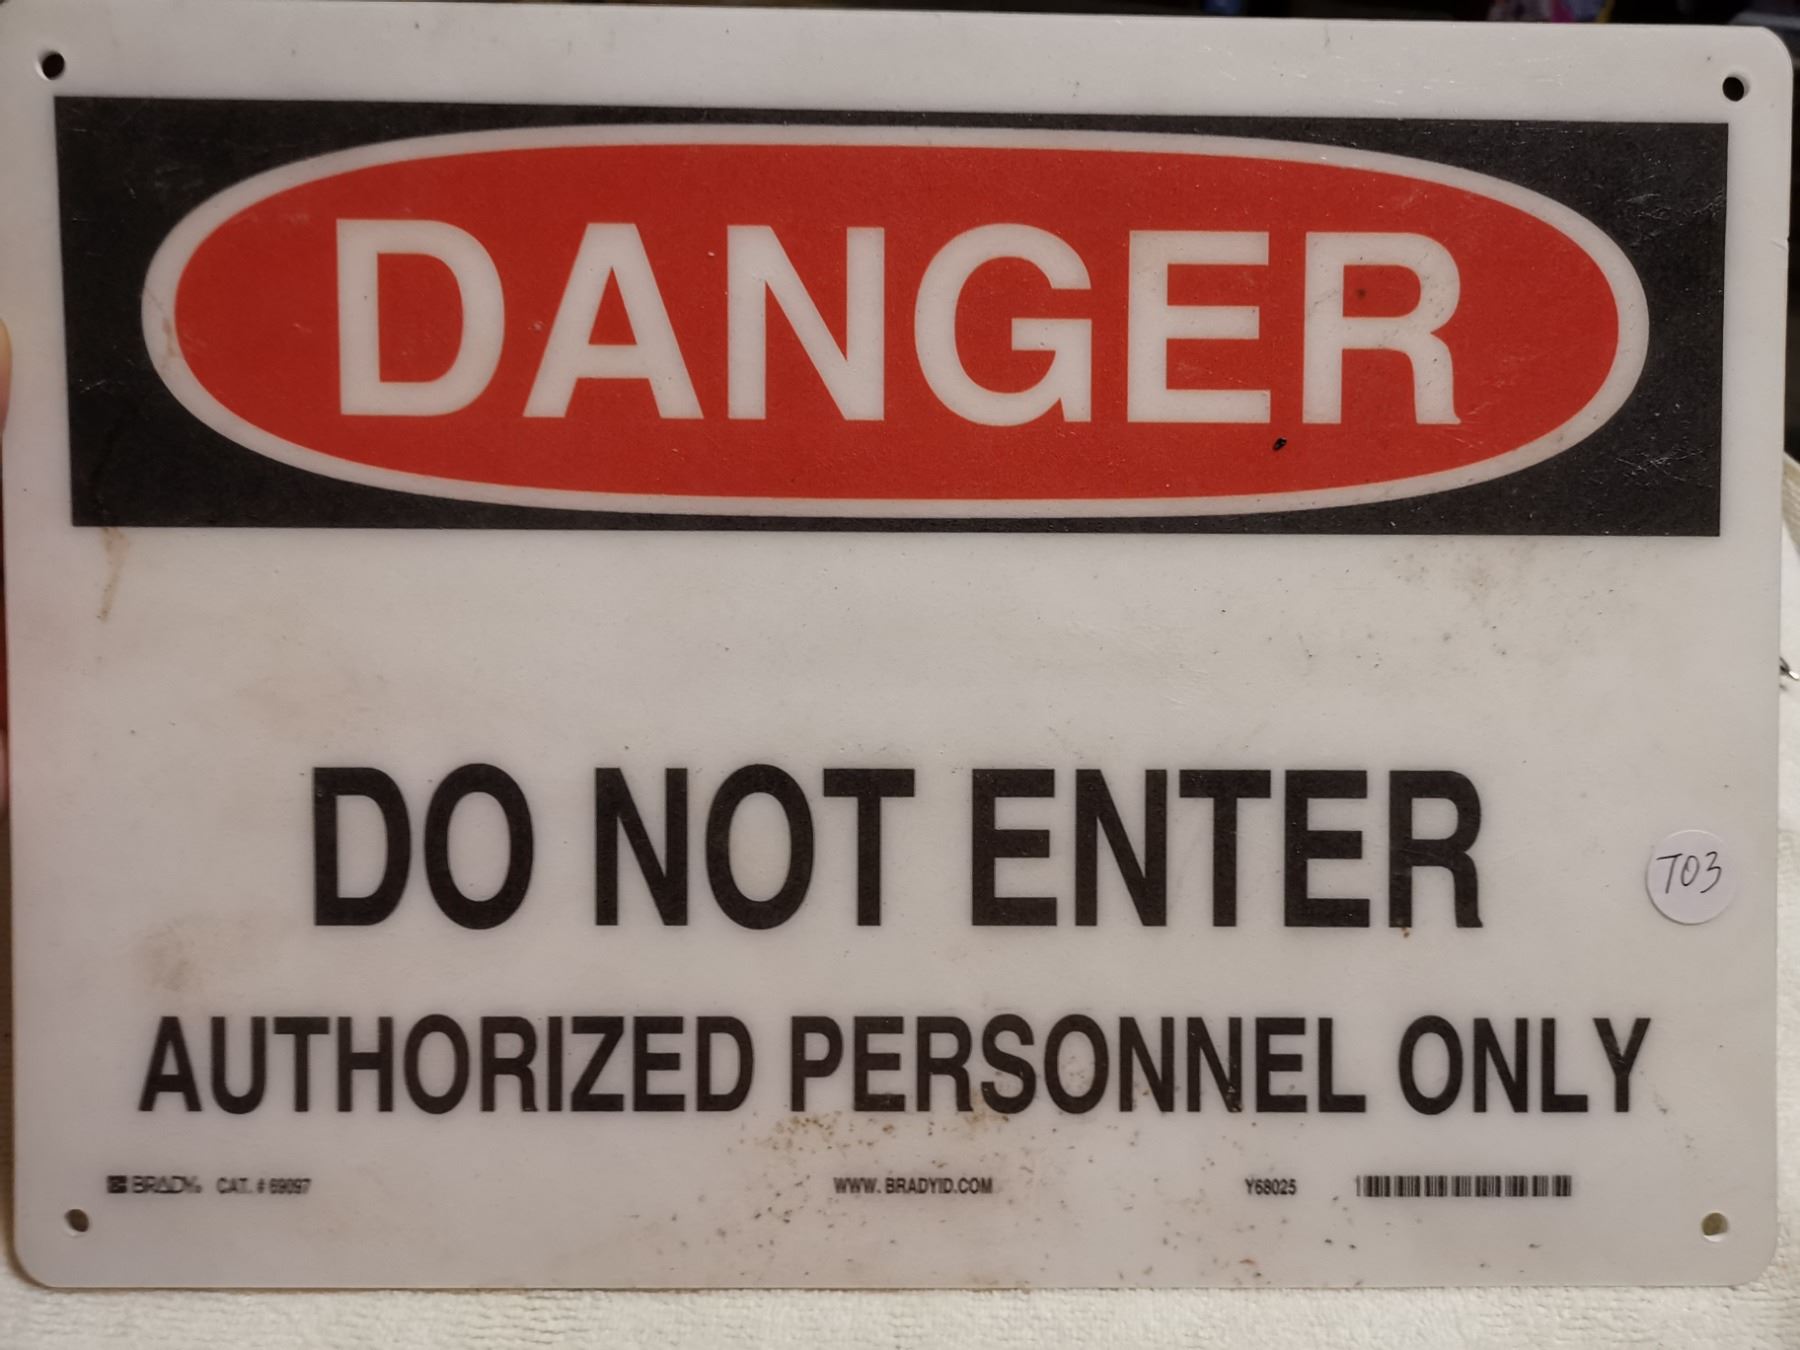 DANGER
DO NOT ENTER
T03
AUTHORIZED PERSONNEL ONLY
BRADY CAT. # 69097 WWW.BRADYID.COM Y68025